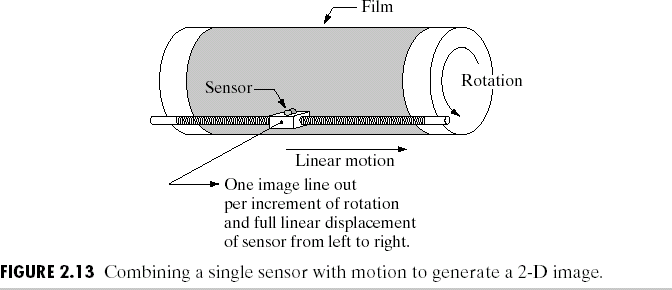 Film
Sensor
Rotation
Linear motion
One image line out
per increment of rotation
and full linear displacement
of sensor from left to right.
FIGURE 2.13 Combining a single sensor with motion to generate a 2-D image.